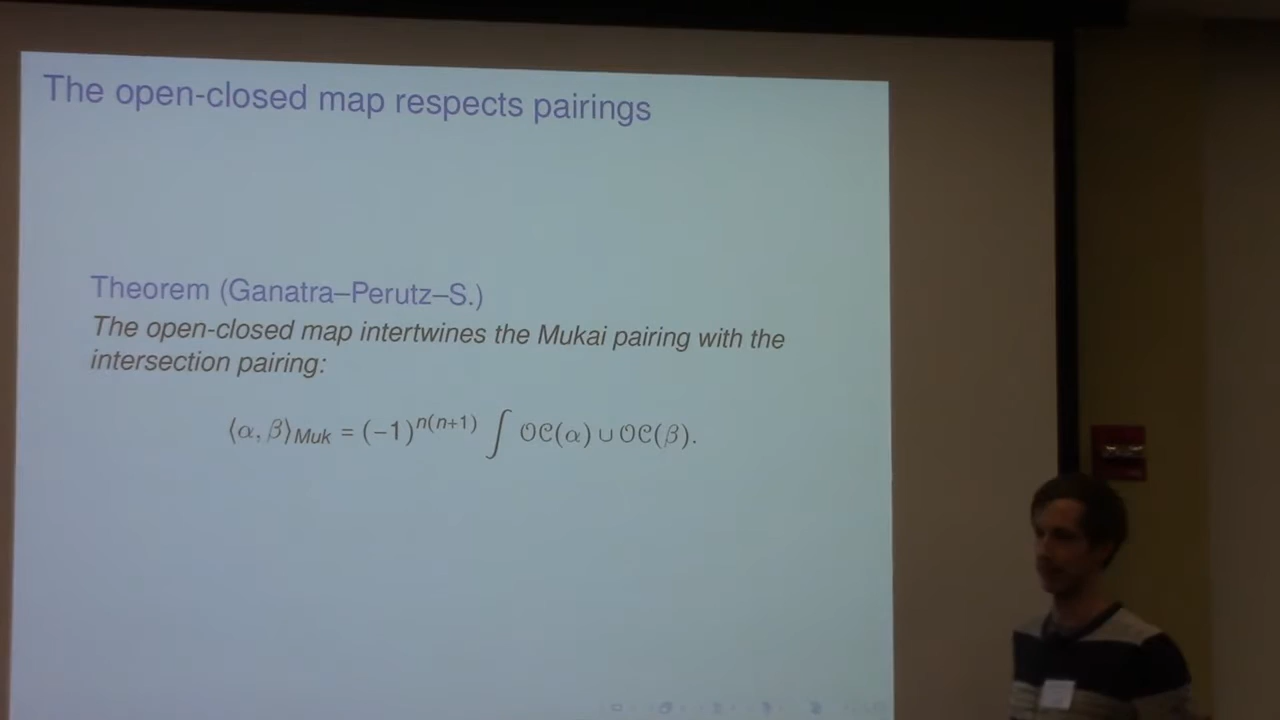 The open-closed map respects pairings
Theorem (Ganatra–Perutz–S.)
The open-closed map intertwines the Mukai pairing with the
intersection pairing:
⟨α, β⟩Muk = (−1)^{n(n+1)} ∫ 𝒪𝒞(α) ∪ 𝒪𝒞(β).